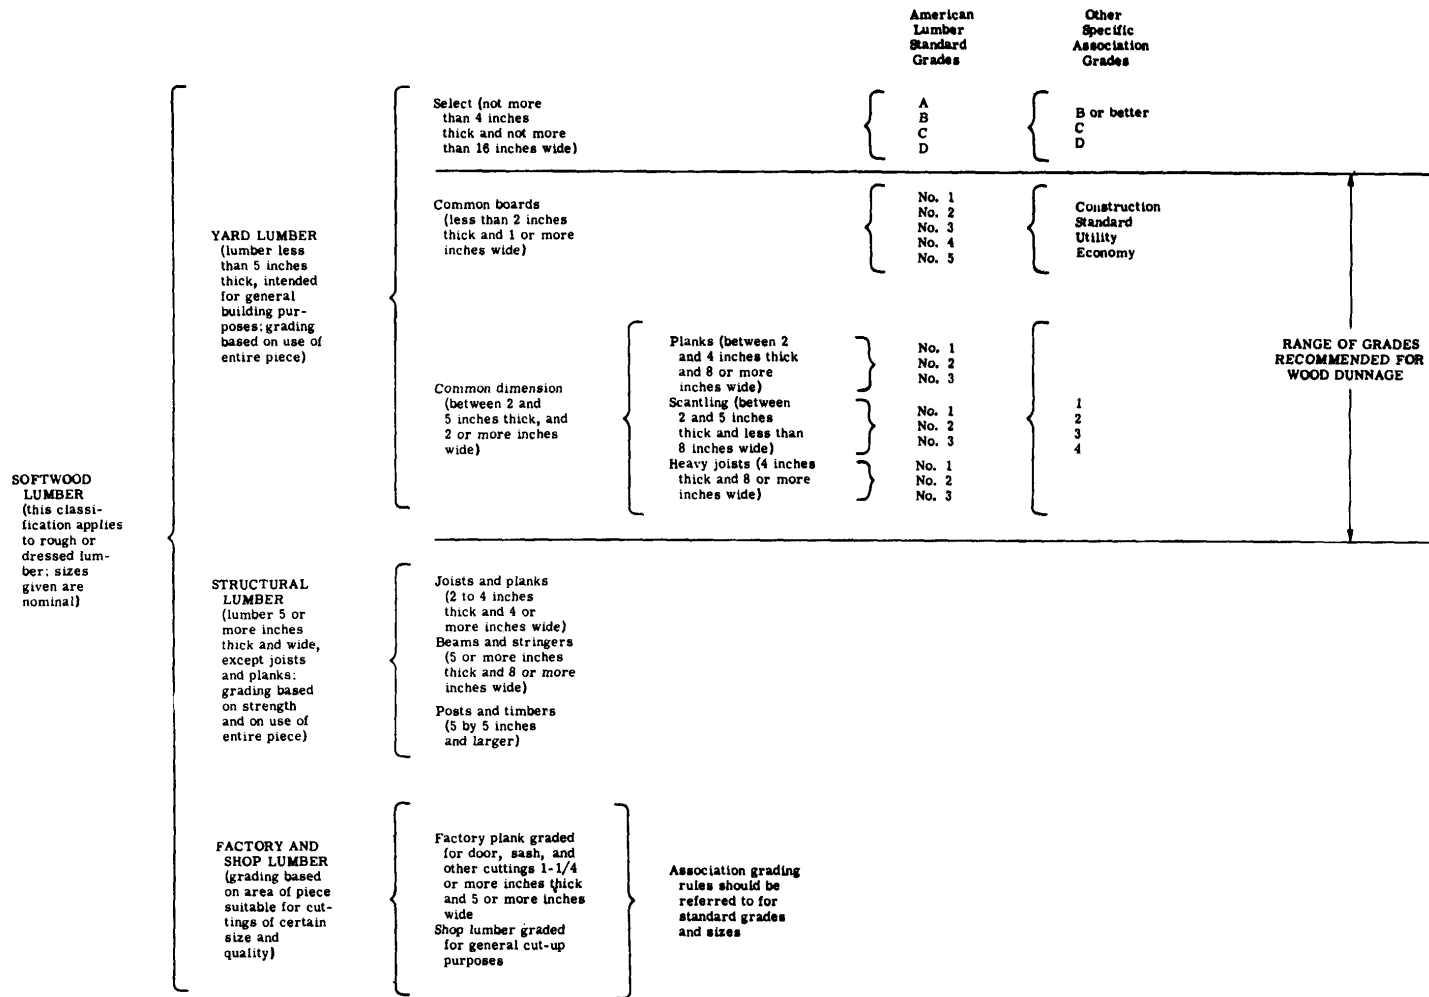 American
Lumber
Standard
Grades
Other
Specific
Association
Grades
SOFTWOOD
LUMBER
(this classi-
fication applies
to rough or
dressed lum-
ber; sizes
given are
nominal)
YARD LUMBER
(lumber less
than 5 inches
thick, intended
for general
building pur-
poses; grading
based on use of
entire piece)
Select (not more
than 4 inches
thick and not more
than 16 inches wide)
A
B
C
D
B or better
C
D
Common boards
(less than 2 inches
thick and 1 or more
inches wide)
No. 1
No. 2
No. 3
No. 4
No. 5
Construction
Standard
Utility
Economy
Common dimension
(between 2 and
5 inches thick, and
2 or more inches
wide)
Planks (between 2
and 4 inches thick
and 8 or more
inches wide)
No. 1
No. 2
No. 3
Scantling (between
2 and 5 inches
thick and less than
8 inches wide)
No. 1
No. 2
No. 3
Heavy joists (4 inches
thick and 8 or more
inches wide)
No. 1
No. 2
No. 3
1
2
3
4
RANGE OF GRADES
RECOMMENDED FOR
WOOD DUNNAGE
STRUCTURAL
LUMBER
(lumber 5 or
more inches
thick and wide,
except joists
and planks;
grading based
on strength
and on use of
entire piece)
Joists and planks
(2 to 4 inches
thick and 4 or
more inches wide)
Beams and stringers
(5 or more inches
thick and 8 or more
inches wide)
Posts and timbers
(5 by 5 inches
and larger)
FACTORY AND
SHOP LUMBER
(grading based
on area of piece
suitable for cut-
tings of certain
size and
quality)
Factory plank graded
for door, sash, and
other cuttings 1-1/4
or more inches thick
and 5 or more inches
wide
Shop lumber graded
for general cut-up
purposes
Association grading
rules should be
referred to for
standard grades
and sizes